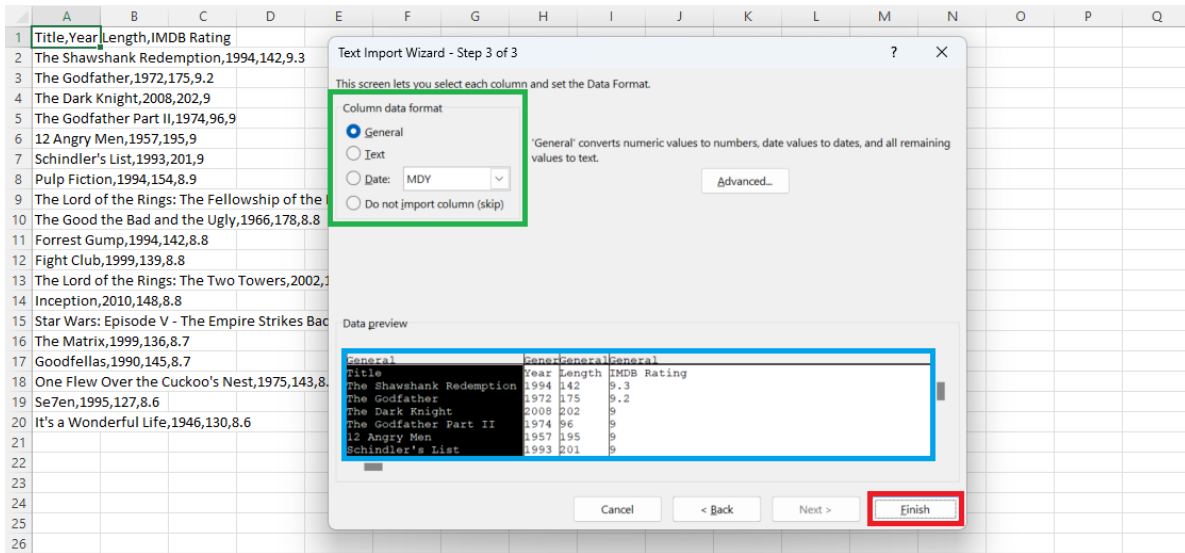 A B C D E F G H I J K L M N O P Q
1 Title,Year,Length,IMDB Rating
2 The Shawshank Redemption,1994,142,9.3
3 The Godfather,1972,175,9.2
4 The Dark Knight,2008,202,9
5 The Godfather Part II,1974,96,9
6 12 Angry Men,1957,195,9
7 Schindler's List,1993,201,9
8 Pulp Fiction,1994,154,8.9
9 The Lord of the Rings: The Fellowship of the
10 The Good the Bad and the Ugly,1966,178,8.8
11 Forrest Gump,1994,142,8.8
12 Fight Club,1999,139,8.8
13 The Lord of the Rings: The Two Towers,2002,1
14 Inception,2010,148,8.8
15 Star Wars: Episode V - The Empire Strikes Bac
16 The Matrix,1999,136,8.7
17 Goodfellas,1990,145,8.7
18 One Flew Over the Cuckoo's Nest,1975,143,8.
19 Se7en,1995,127,8.6
20 It's a Wonderful Life,1946,130,8.6
21
22
23
24
25
26
Text Import Wizard - Step 3 of 3 ? ×
This screen lets you select each column and set the Data Format.
Column data format
General
Text
Date: MDY
Do not import column (skip)
'General' converts numeric values to numbers, date values to dates, and all remaining
values to text.
Advanced...
Data preview
General GenerGeneralGeneral
Title Year Length IMDB Rating
The Shawshank Redemption 1994 142 9.3
The Godfather 1972 175 9.2
The Dark Knight 2008 202 9
The Godfather Part II 1974 96 9
12 Angry Men 1957 195 9
Schindler's List 1993 201 9
Cancel < Back Next > Finish